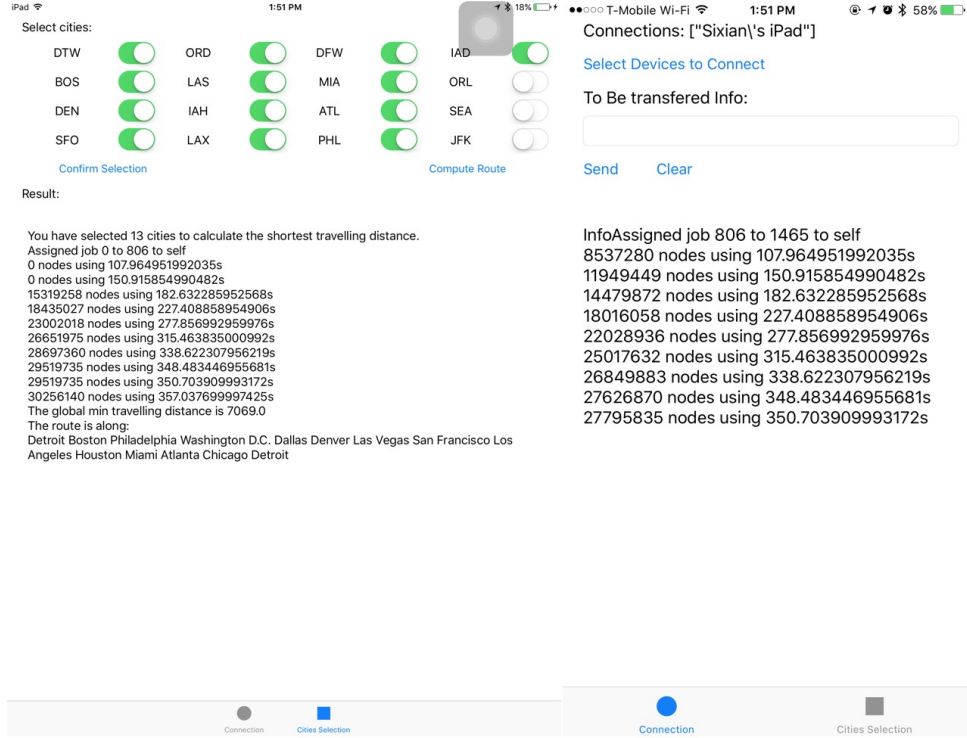 iPad 1:51 PM 18%
Select cities:
DTW ORD DFW IAD
BOS LAS MIA ORL
DEN IAH ATL SEA
SFO LAX PHL JFK
Confirm Selection Compute Route
Result:
You have selected 13 cities to calculate the shortest travelling distance.
Assigned job 0 to 806 to self
0 nodes using 107.964951992035s
0 nodes using 150.915854990482s
15319258 nodes using 182.632285952568s
18435027 nodes using 227.408858954906s
23002018 nodes using 277.856992959976s
26651975 nodes using 315.463835000992s
28697360 nodes using 338.622307956219s
29519735 nodes using 348.483446955681s
29519735 nodes using 350.703909993172s
30256140 nodes using 357.037699997425s
The global min travelling distance is 7069.0
The route is along:
Detroit Boston Philadelphia Washington D.C. Dallas Denver Las Vegas San Francisco Los
Angeles Houston Miami Atlanta Chicago Detroit
Connection Cities Selection
T-Mobile Wi-Fi 1:51 PM 58%
Connections: ["Sixian\'s iPad"]
Select Devices to Connect
To Be transfered Info:
Send Clear
InfoAssigned job 806 to 1465 to self
8537280 nodes using 107.964951992035s
11949449 nodes using 150.915854990482s
14479872 nodes using 182.632285952568s
18016058 nodes using 227.408858954906s
22028936 nodes using 277.856992959976s
25017632 nodes using 315.463835000992s
26849883 nodes using 338.622307956219s
27626870 nodes using 348.483446955681s
27795835 nodes using 350.703909993172s
Connection Cities Selection